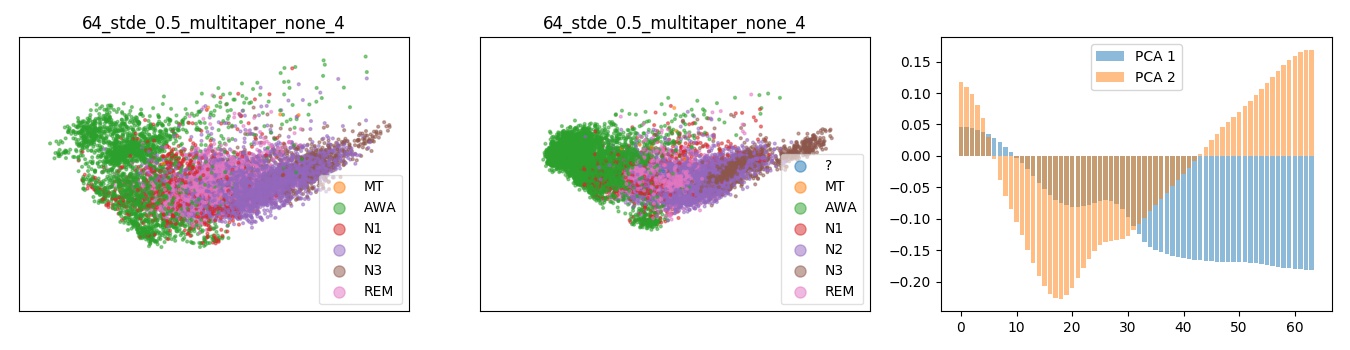 64_stde_0.5_multitaper_none_4
MT
AWA
N1
N2
N3
REM
64_stde_0.5_multitaper_none_4
?
MT
AWA
N1
N2
N3
REM
PCA 1
PCA 2
0.15
0.10
0.05
0.00
−0.05
−0.10
−0.15
−0.20
0 10 20 30 40 50 60